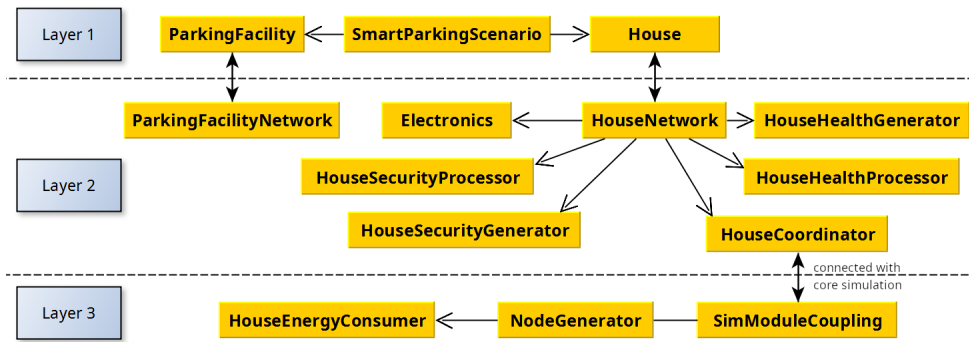 Layer 1
ParkingFacility
SmartParkingScenario
House
ParkingFacilityNetwork
Electronics
HouseNetwork
HouseHealthGenerator
Layer 2
HouseSecurityProcessor
HouseHealthProcessor
HouseSecurityGenerator
HouseCoordinator
connected with
core simulation
Layer 3
HouseEnergyConsumer
NodeGenerator
SimModuleCoupling